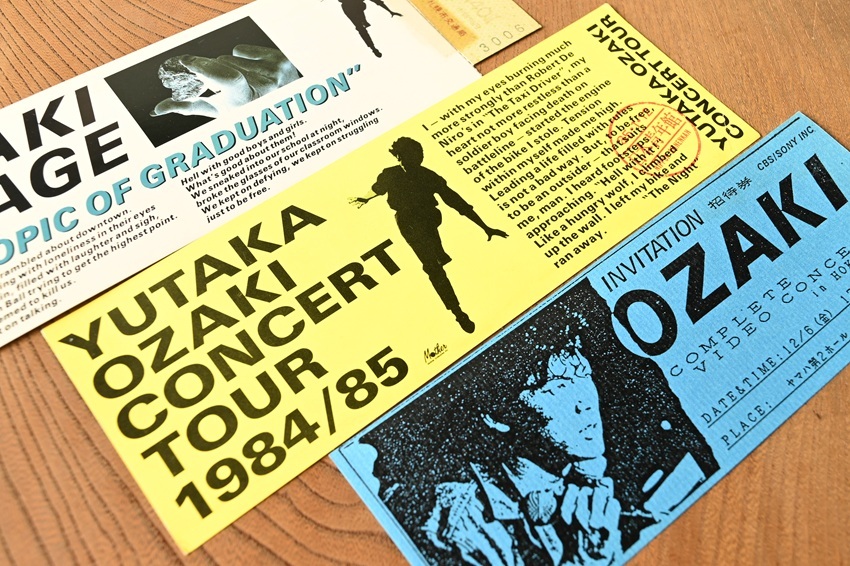 AKI
AGE
OPIC OF GRADUATION"
Hell with good boys and girls.
What's good about them!
We sneaked into our school at night,
broke the glasses of our classroom windows.
We kept on defying, we kept on struggling
just to be free.
rambled about downtown,
ing with loneliness in their eyes
filled with laughter and sigh,
Ball trying to get the highest point.
med to kill us.
t on talking.
3005
YUTAKA
OZAKI
CONCERT
TOUR
1984/85
Mother
I — with my eyes burning much
more strongly than Robert De
Niro's in "The Taxi Driver", my
heart not more restless than a
soldier boy facing death on
battleline — started the engine
of the bike I stole. Tension
within myself made me high.
Leading a life filled with rules
is not a bad way. But to be free,
to be an outsider — it suits
me, man. I heard footsteps
approaching. "Hell with it."
Like a hungry wolf I climbed
up the wall. I left my bike and
ran away.
"The Night"
YUTAKA OZAKI
CONCERT TOUR
INVITATION 招待券
CBS/SONY INC.
OZAKI
COMPLETE
VIDEO CONCE
in HO
DATE&TIME: 12/6(金) 1
PLACE: ヤマハ第2ホール